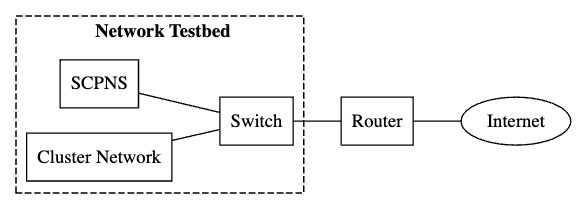 Network Testbed
SCPNS
Cluster Network
Switch
Router
Internet